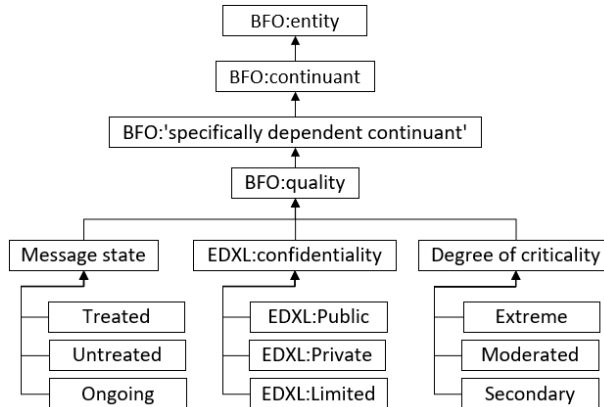 BFO:entity
BFO:continuant
BFO:'specifically dependent continuant'
BFO:quality
Message state
EDXL:confidentiality
Degree of criticality
Treated
EDXL:Public
Extreme
Untreated
EDXL:Private
Moderated
Ongoing
EDXL:Limited
Secondary